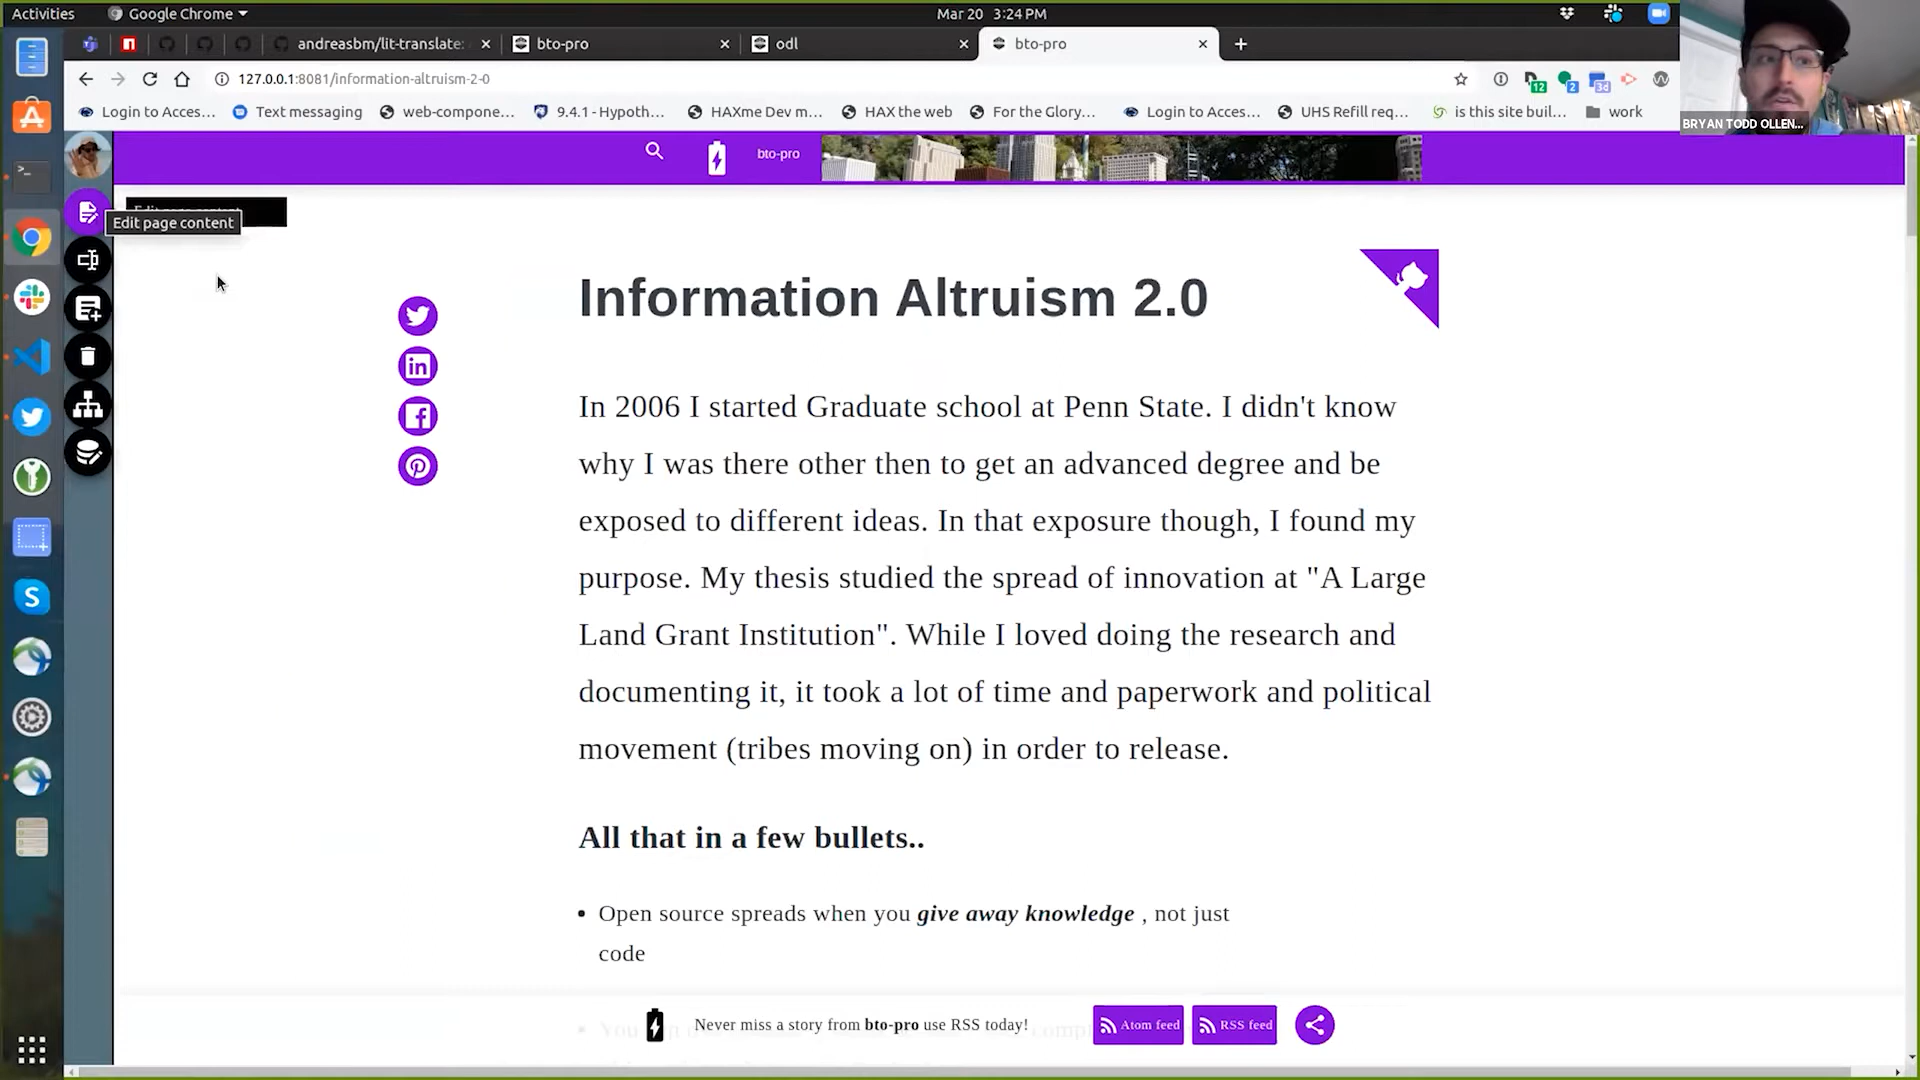 Activities
Google Chrome
Mar 20 3:24 PM
andreasbm/lit-translate:
bto-pro
odl
bto-pro
127.0.0.1:8081/information-altruism-2-0
12
2
3d
Login to Acces...
Text messaging
web-compone...
9.4.1 - Hypoth...
HAXme Dev m...
HAX the web
For the Glory...
Login to Acces...
UHS Refill req...
is this site buil...
work
BRYAN TODD OLLEN...
bto-pro
Edit page content
Information Altruism 2.0
In 2006 I started Graduate school at Penn State. I didn't know
why I was there other then to get an advanced degree and be
exposed to different ideas. In that exposure though, I found my
purpose. My thesis studied the spread of innovation at "A Large
Land Grant Institution". While I loved doing the research and
documenting it, it took a lot of time and paperwork and political
movement (tribes moving on) in order to release.
All that in a few bullets..
• Open source spreads when you give away knowledge , not just
code
Never miss a story from bto-pro use RSS today!
Atom feed
RSS feed